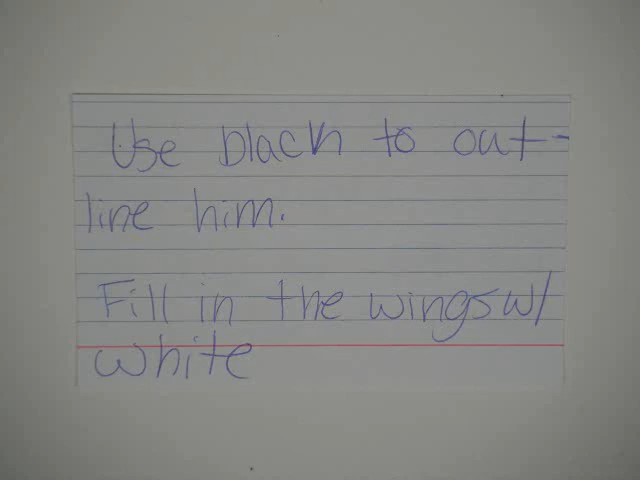 Use black to out-
line him.
Fill in the wings w/
white